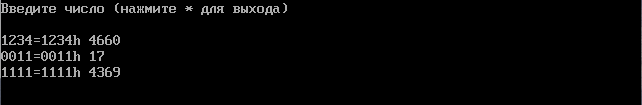 Введите число (нажмите * для выхода)
1234=1234h 4660
0011=0011h 17
1111=1111h 4369